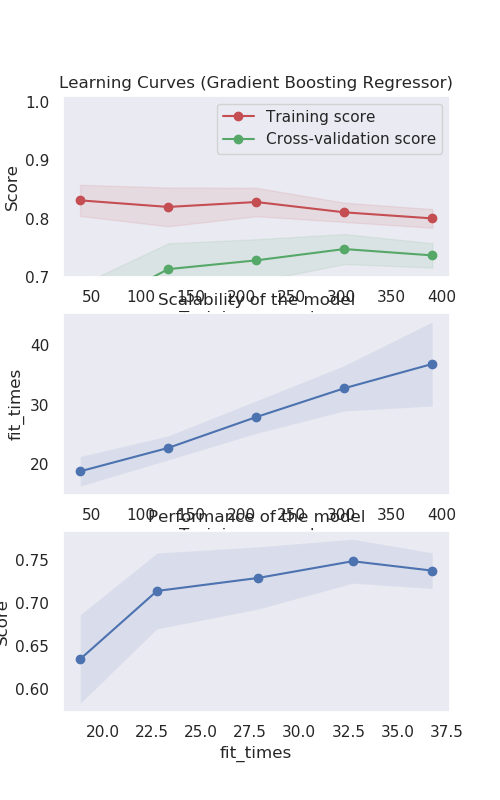 Learning Curves (Gradient Boosting Regressor)
1.0
Training score
Cross-validation score
0.9
Score
0.8
0.7
50 100 150 200 250 300 350 400
Scalability of the model
40
fit_times
30
20
50 100 150 200 250 300 350 400
Performance of the model
0.75
0.70
Score
0.65
0.60
20.0 22.5 25.0 27.5 30.0 32.5 35.0 37.5
fit_times